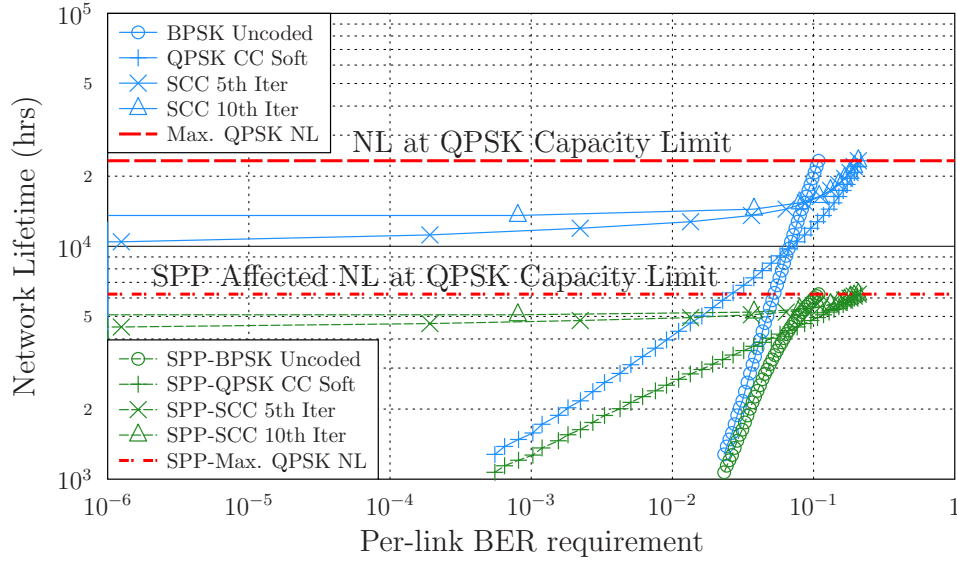 10^5
BPSK Uncoded
QPSK CC Soft
SCC 5th Iter
SCC 10th Iter
Max. QPSK NL
5
NL at QPSK Capacity Limit
2
10^4
SPP Affected NL at QPSK Capacity Limit
5
SPP-BPSK Uncoded
SPP-QPSK CC Soft
SPP-SCC 5th Iter
SPP-SCC 10th Iter
SPP-Max. QPSK NL
2
10^3
Network Lifetime (hrs)
10^-6 10^-5 10^-4 10^-3 10^-2 10^-1 1
Per-link BER requirement